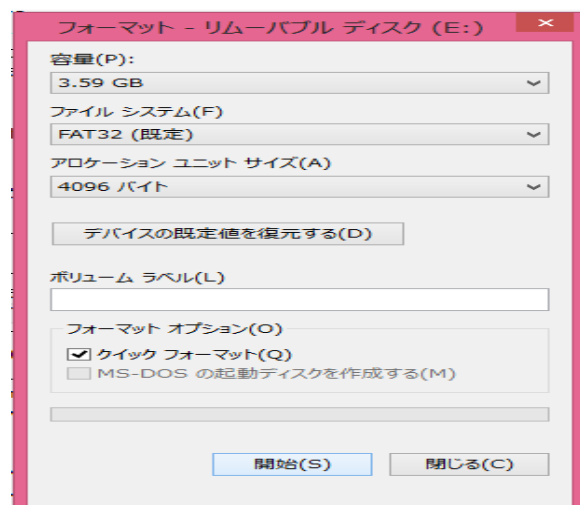 フォーマット - リムーバブル ディスク (E:)
容量(P):
3.59 GB
ファイル システム(F)
FAT32 (既定)
アロケーション ユニット サイズ(A)
4096 バイト
デバイスの既定値を復元する(D)
ボリューム ラベル(L)
フォーマット オプション(O)
クイック フォーマット(Q)
MS-DOS の起動ディスクを作成する(M)
開始(S)
閉じる(C)